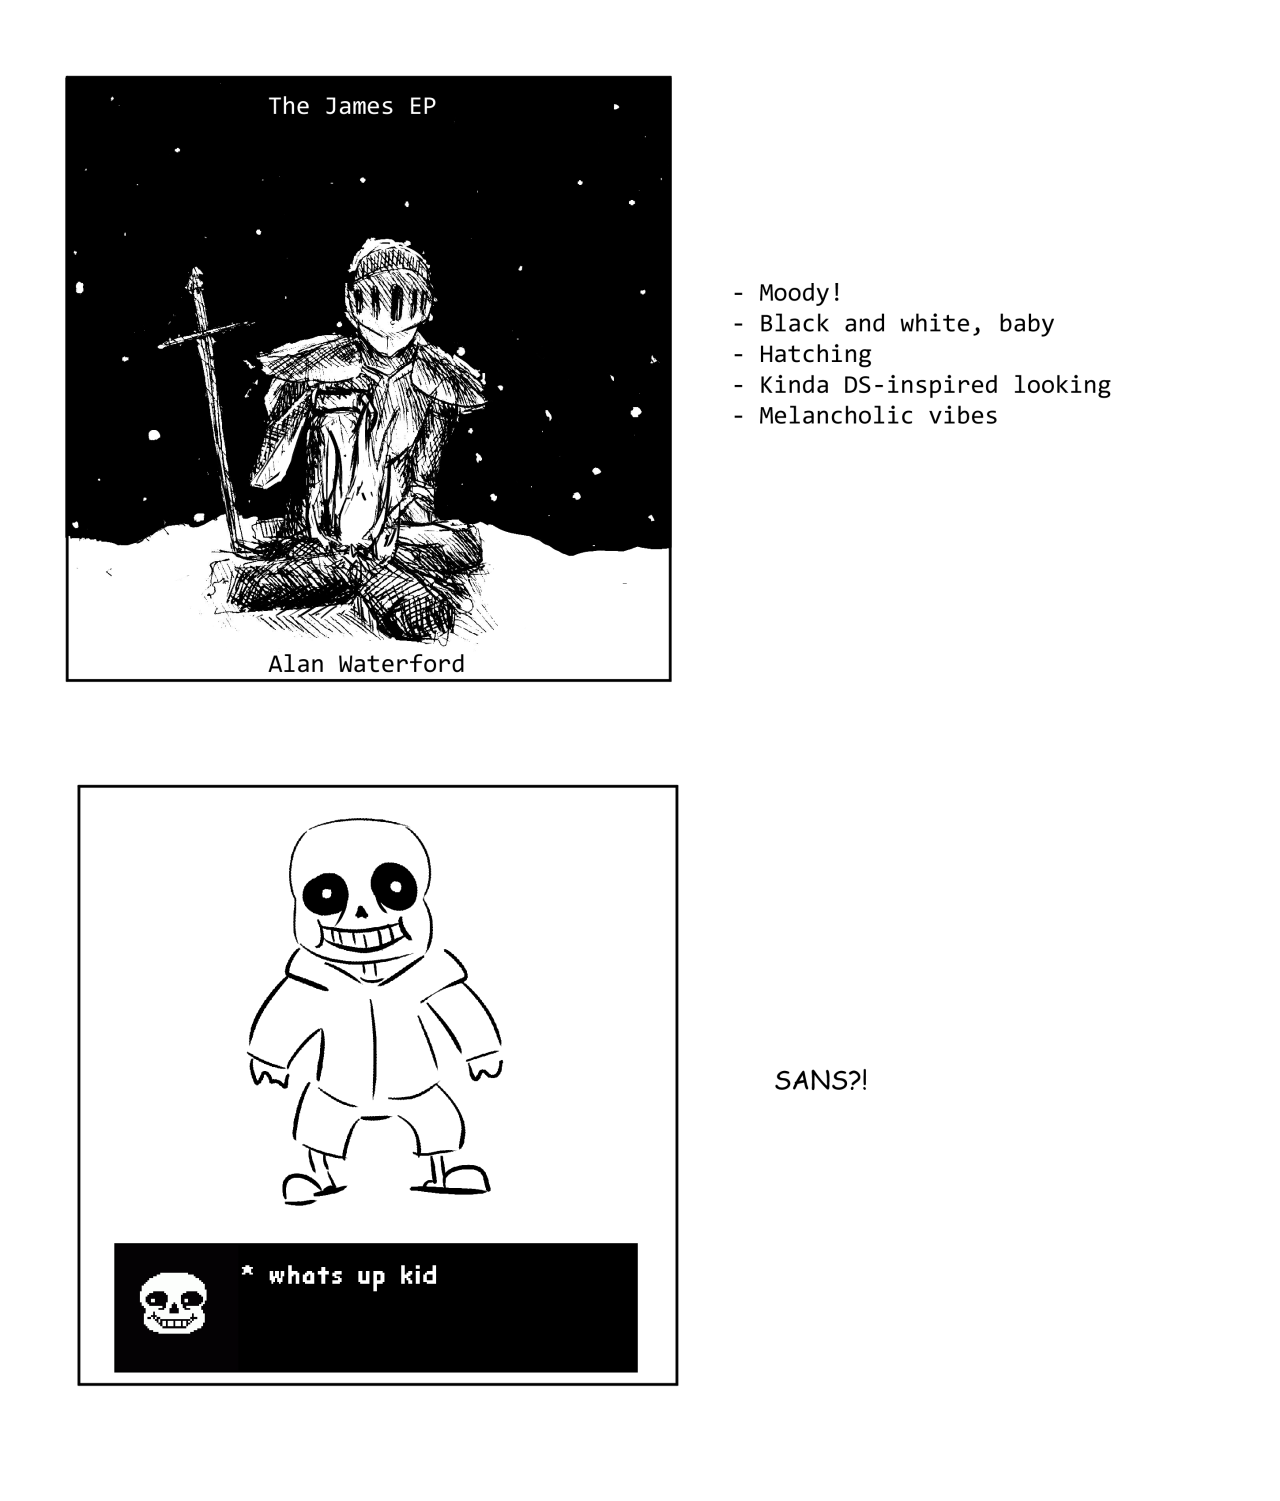 The James EP
- Moody!
- Black and white, baby
- Hatching
- Kinda DS-inspired looking
- Melancholic vibes
Alan Waterford
SANS?!
* whats up kid